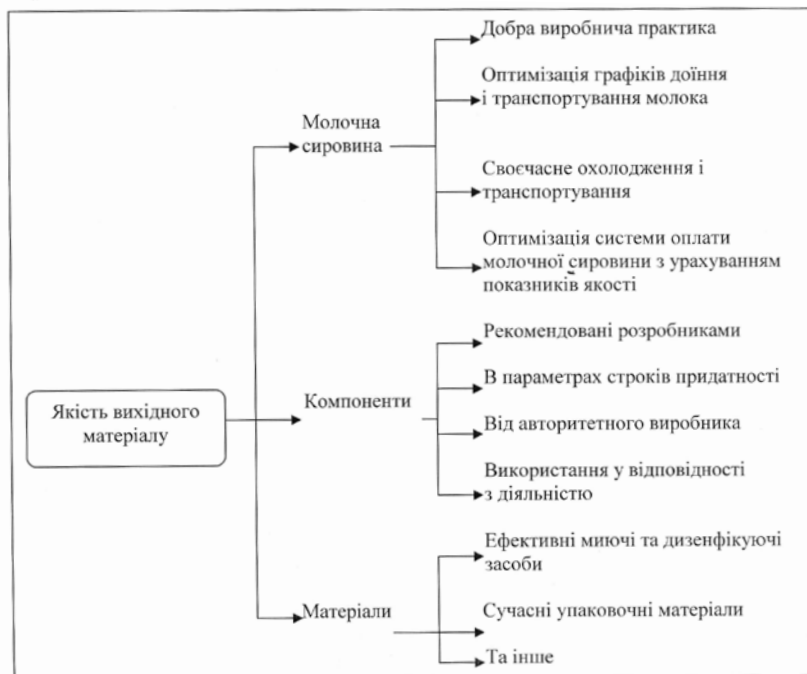 Добра виробнича практика
Оптимізація графіків доїння
і транспортування молока
Молочна
сировина
Своєчасне охолодження і
транспортування
Оптимізація системи оплати
молочної сировини з урахуванням
показників якості
Рекомендовані розробниками
В параметрах строків придатності
Якість вихідного
матеріалу
Компоненти
Від авторитетного виробника
Використання у відповідності
з діяльністю
Ефективні миючі та дизенфікуючі
засоби
Матеріали
Сучасні упаковочні матеріали
Та інше